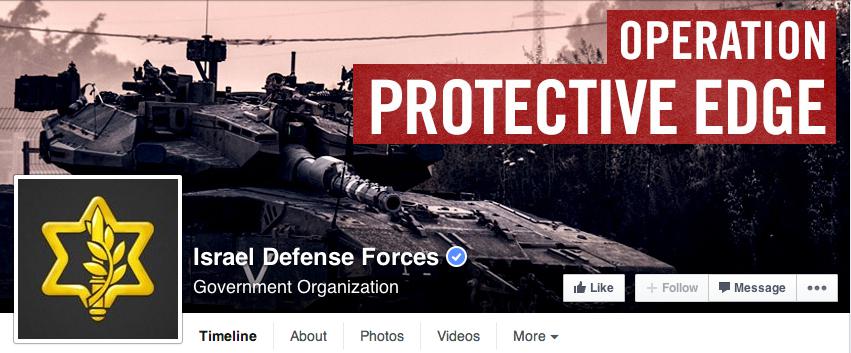 OPERATION
PROTECTIVE EDGE
Israel Defense Forces
Government Organization
Like
Follow
Message
Timeline
About
Photos
Videos
More